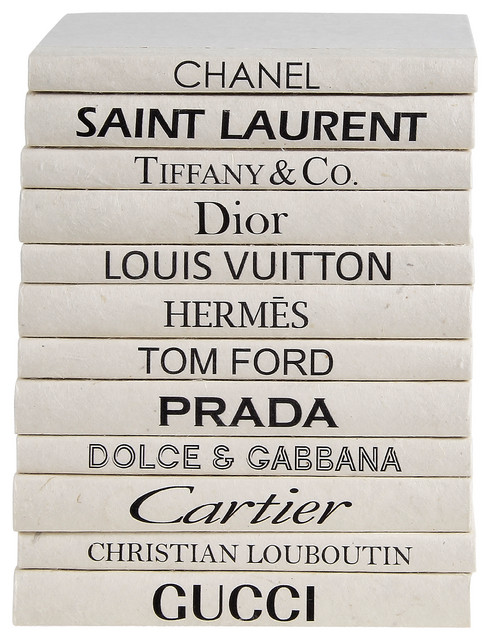 CHANEL
SAINT LAURENT
TIFFANY & CO.
Dior
LOUIS VUITTON
HERMĒS
TOM FORD
PRADA
DOLCE & GABBANA
Cartier
CHRISTIAN LOUBOUTIN
GUCCI